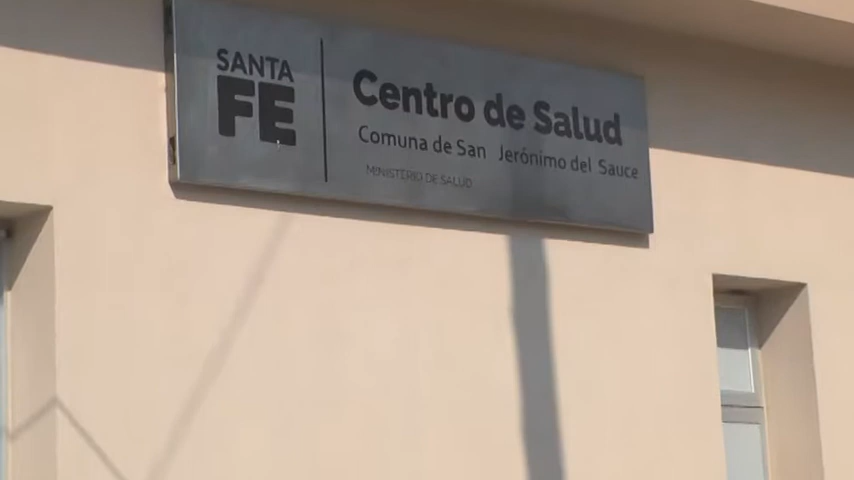 SANTA
FE
Centro de Salud
Comuna de San Jerónimo del Sauce
MINISTERIO DE SALUD